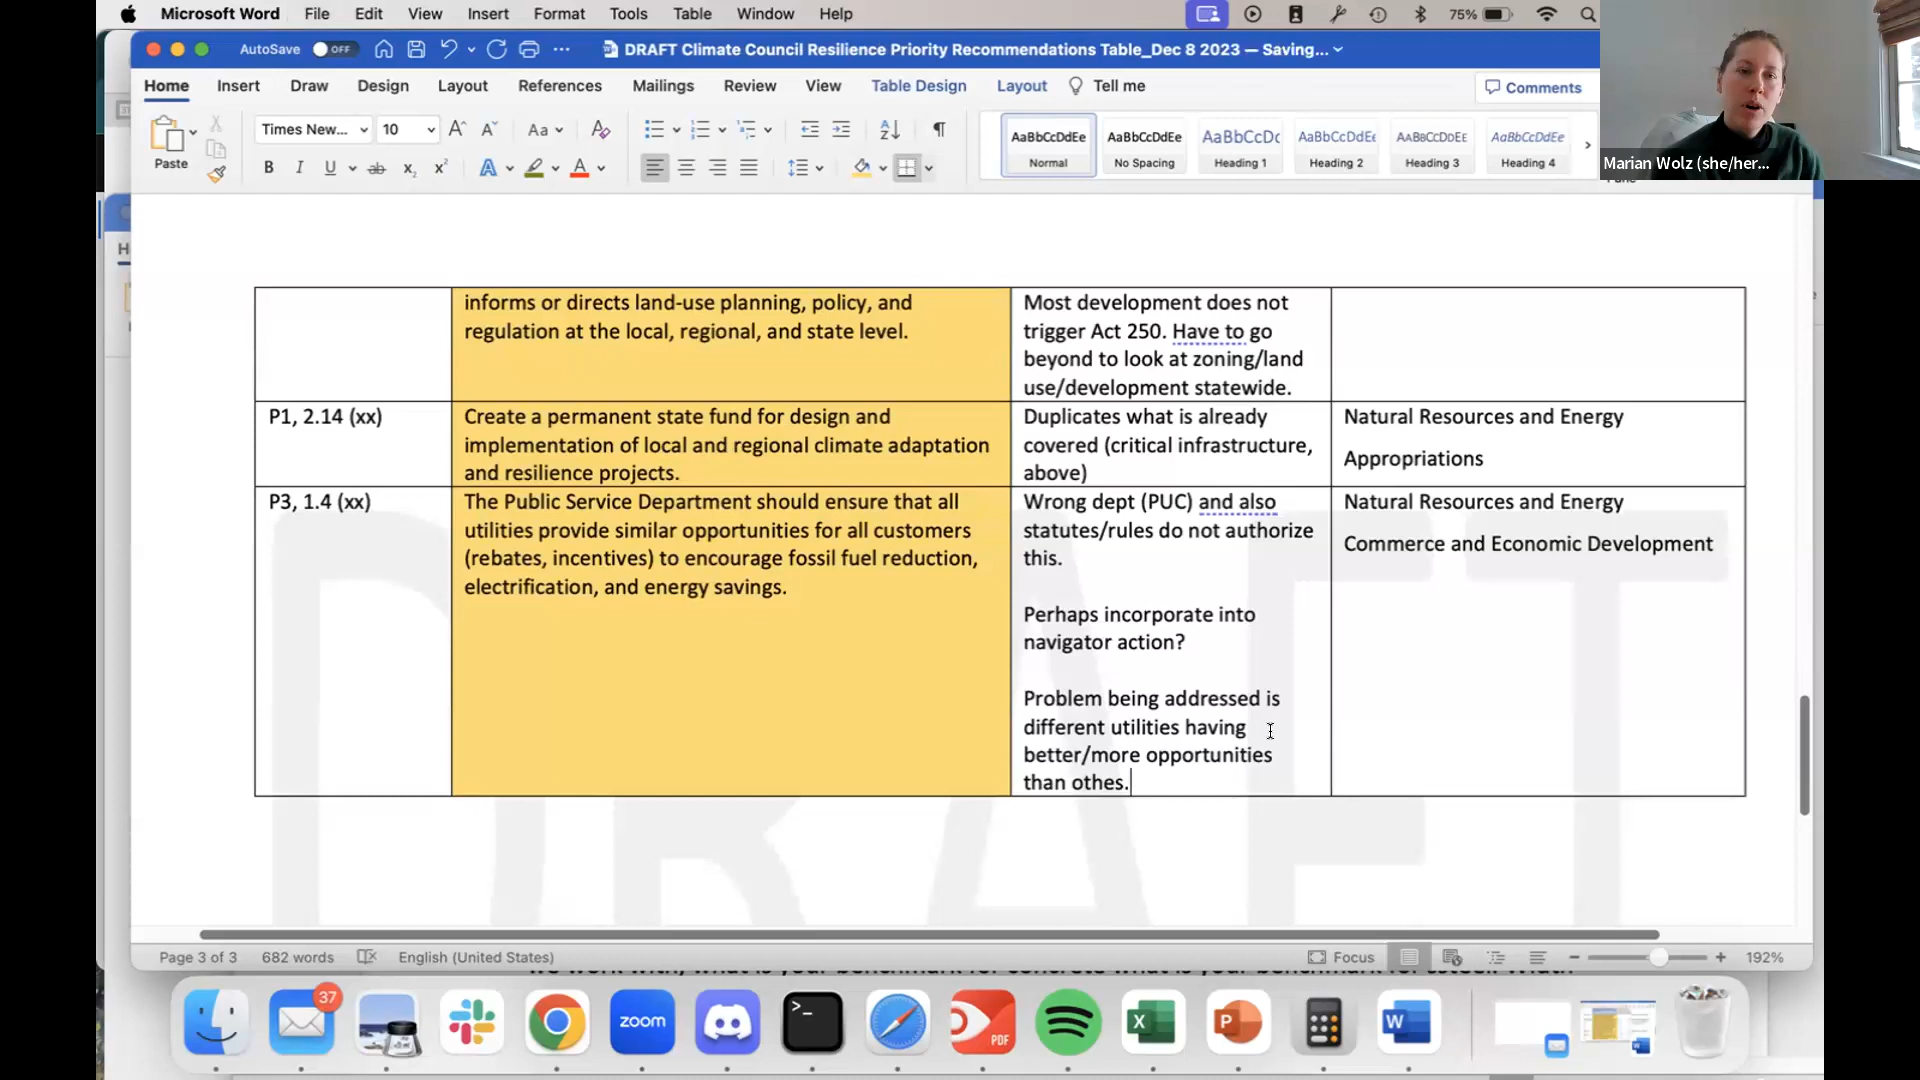 Microsoft Word File Edit View Insert Format Tools Table Window Help 75%
AutoSave OFF DRAFT Climate Council Resilience Priority Recommendations Table_Dec 8 2023 — Saving...
Home Insert Draw Design Layout References Mailings Review View Table Design Layout Tell me Comments
Paste
Times New... 10 Aa
AaBbCcDdEe AaBbCcDdEe AaBbCcDc AaBbCcDdEe AaBbCcDdEe AaBbCcDdEe
Normal No Spacing Heading 1 Heading 2 Heading 3 Heading 4
Marian Wolz (she/her...
informs or directs land-use planning, policy, and
regulation at the local, regional, and state level.
Most development does not
trigger Act 250. Have to go
beyond to look at zoning/land
use/development statewide.
P1, 2.14 (xx)
Create a permanent state fund for design and
implementation of local and regional climate adaptation
and resilience projects.
Duplicates what is already
covered (critical infrastructure,
above)
Natural Resources and Energy
Appropriations
P3, 1.4 (xx)
The Public Service Department should ensure that all
utilities provide similar opportunities for all customers
(rebates, incentives) to encourage fossil fuel reduction,
electrification, and energy savings.
Wrong dept (PUC) and also
statutes/rules do not authorize
this.
Perhaps incorporate into
navigator action?
Problem being addressed is
different utilities having
better/more opportunities
than othes.
Natural Resources and Energy
Commerce and Economic Development
DRAFT
Page 3 of 3 682 words English (United States) Focus 192%
37
zoom
PDF